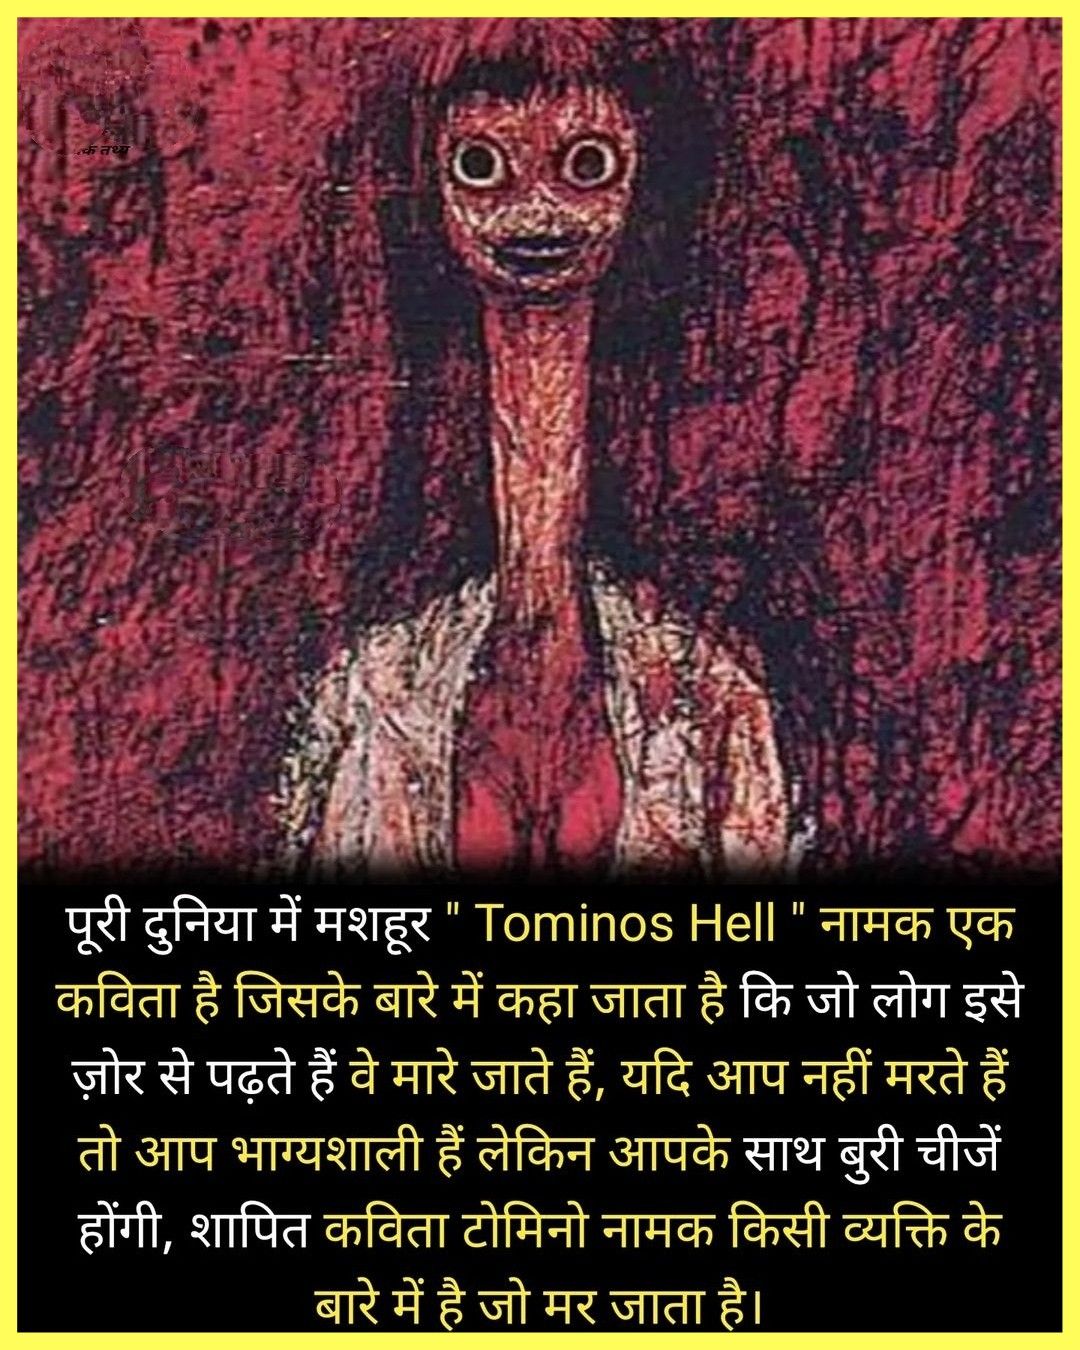 पूरी दुनिया में मशहूर " Tominos Hell " नामक एक
कविता है जिसके बारे में कहा जाता है कि जो लोग इसे
ज़ोर से पढ़ते हैं वे मारे जाते हैं, यदि आप नहीं मरते हैं
तो आप भाग्यशाली हैं लेकिन आपके साथ बुरी चीजें
होंगी, शापित कविता टोमिनो नामक किसी व्यक्ति के
बारे में है जो मर जाता है।